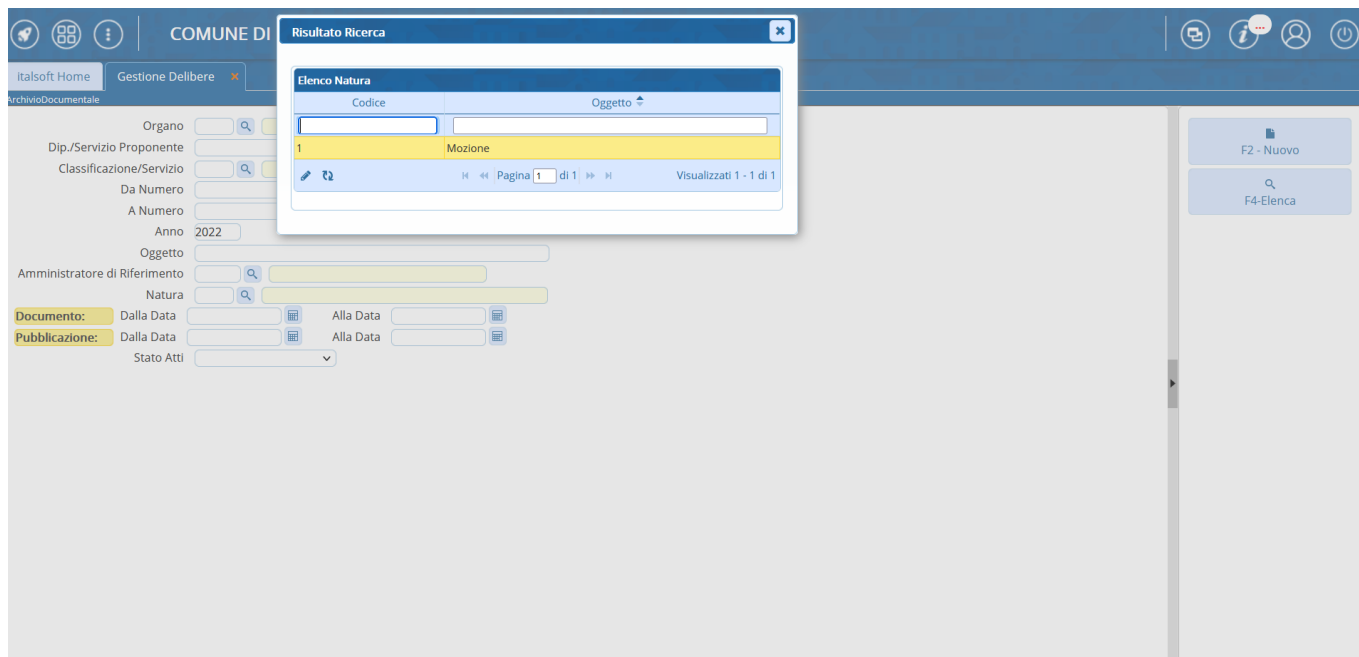 COMUNE DI
...
italsoft Home
Gestione Delibere
ArchivioDocumentale
Risultato Ricerca
Elenco Natura
Codice Oggetto
1 Mozione
Pagina 1 di 1 Visualizzati 1 - 1 di 1
Organo
Dip./Servizio Proponente
Classificazione/Servizio
Da Numero
A Numero
Anno 2022
Oggetto
Amministratore di Riferimento
Natura
Documento: Dalla Data Alla Data
Pubblicazione: Dalla Data Alla Data
Stato Atti
F2 - Nuovo
F4-Elenca